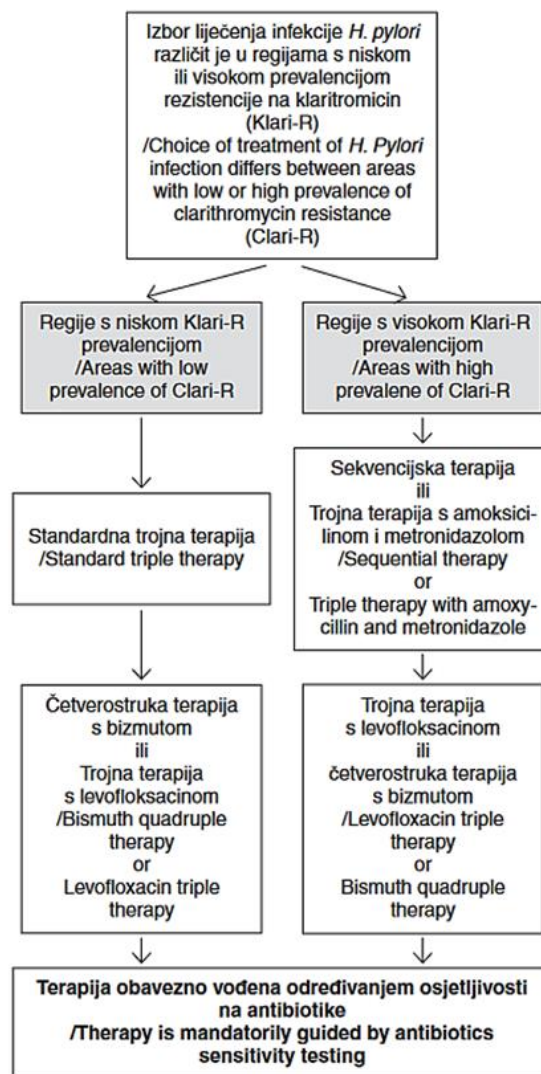 Izbor liječenja infekcije H. pylori
različit je u regijama s niskom
ili visokom prevalencijom
rezistencije na klaritromicin
(Klari-R)
/Choice of treatment of H. Pylori
infection differs between areas
with low or high prevalence of
clarithromycin resistance
(Clari-R)
Regije s niskom Klari-R
prevalencijom
/Areas with low
prevalence of Clari-R
Regije s visokom Klari-R
prevalencijom
/Areas with high
prevalene of Clari-R
Standardna trojna terapija
/Standard triple therapy
Sekvencijska terapija
ili
Trojna terapija s amoksici-
linom i metronidazolom
/Sequential therapy
or
Triple therapy with amoxy-
cillin and metronidazole
Četverostruka terapija
s bizmutom
ili
Trojna terapija
s levofloksacinom
/Bismuth quadruple
therapy
or
Levofloxacin triple
therapy
Trojna terapija
s levofloksacinom
ili
četverostruka terapija
s bizmutom
/Levofloxacin triple
therapy
or
Bismuth quadruple
therapy
Terapija obavezno vođena određivanjem osjetljivosti
na antibiotike
/Therapy is mandatorily guided by antibiotics
sensitivity testing